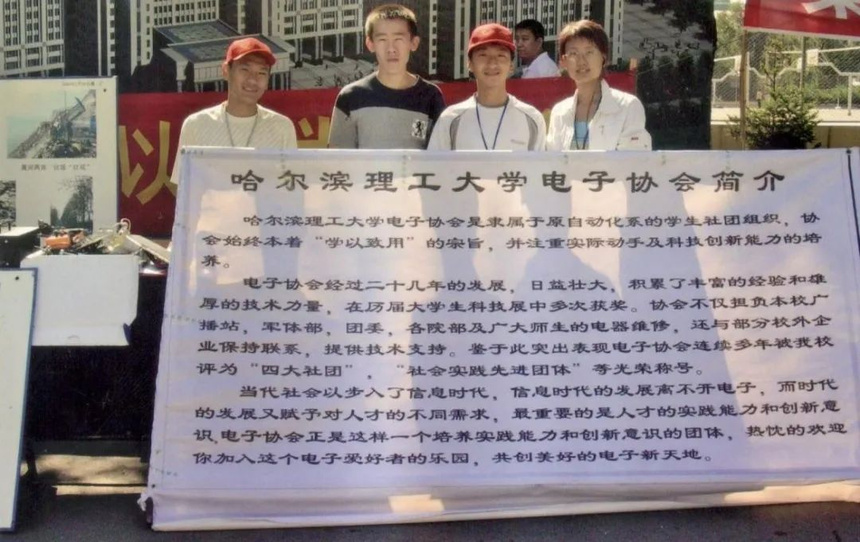 哈尔滨理工大学电子协会简介
哈尔滨理工大学电子协会是隶属于原自动化系的学生社团组织，协
会始终本着“学以致用”的宗旨，并注重实际动手及科技创新能力的培
养。
电子协会经过二十几年的发展，日益壮大，积累了丰富的经验和雄
厚的技术力量，在历届大学生科技展中多次获奖。协会不仅担负本校广
播站，军体部，团委，各院部及广大师生的电器维修，还与部分校外企
业保持联系，提供技术支持。鉴于此突出表现电子协会连续多年被我校
评为“四大社团”，“社会实践先进团体”等光荣称号。
当代社会以步入了信息时代，信息时代的发展离不开电子，而时代
的发展又赋予对人才的不同需求，最重要的是人才的实践能力和创新意
识，电子协会正是这样一个培养实践能力和创新意识的团体，热忱的欢迎
你加入这个电子爱好者的乐园，共创美好的电子新天地。
以